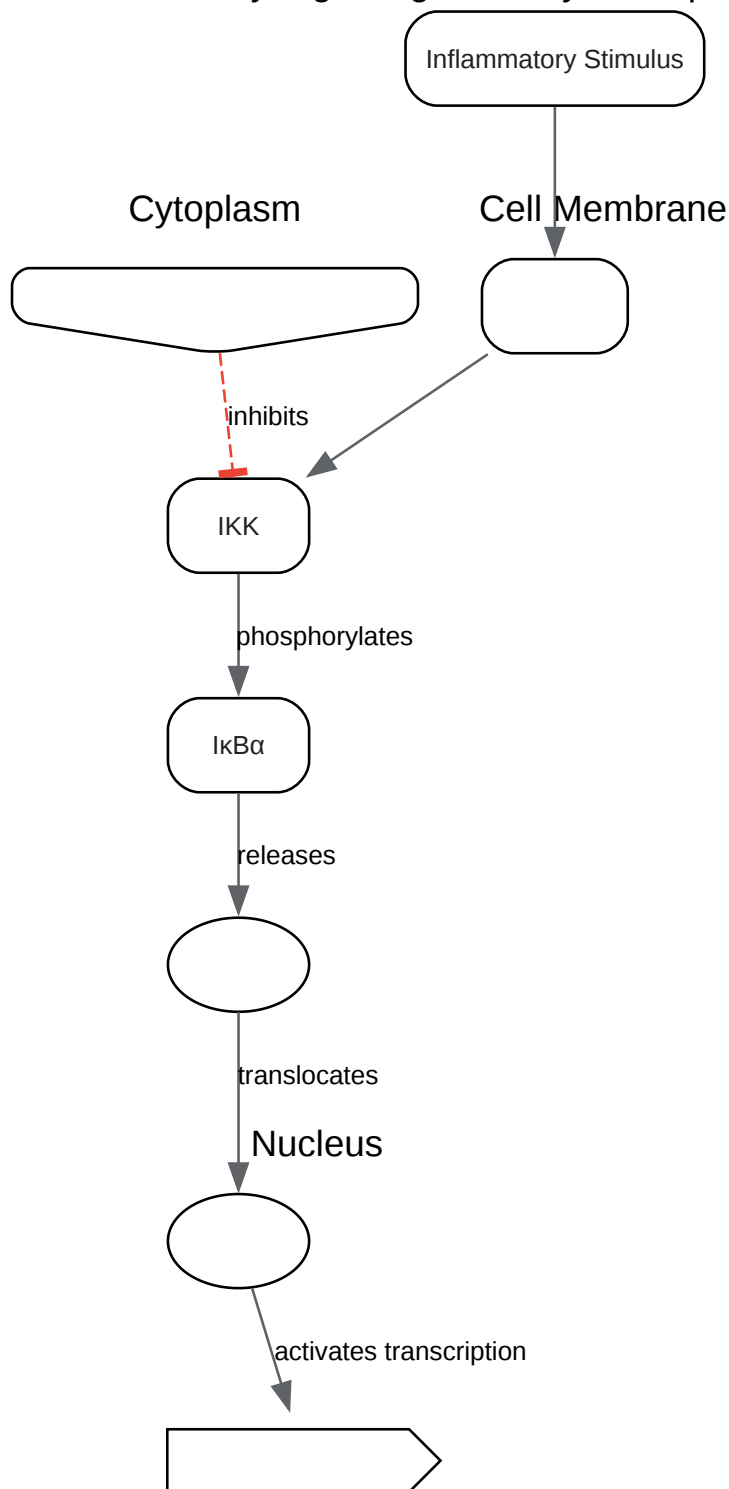 Inflammatory Stimulus
Cytoplasm
Cell Membrane
inhibits
IKK
phosphorylates
IκBα
releases
translocates
Nucleus
activates transcription